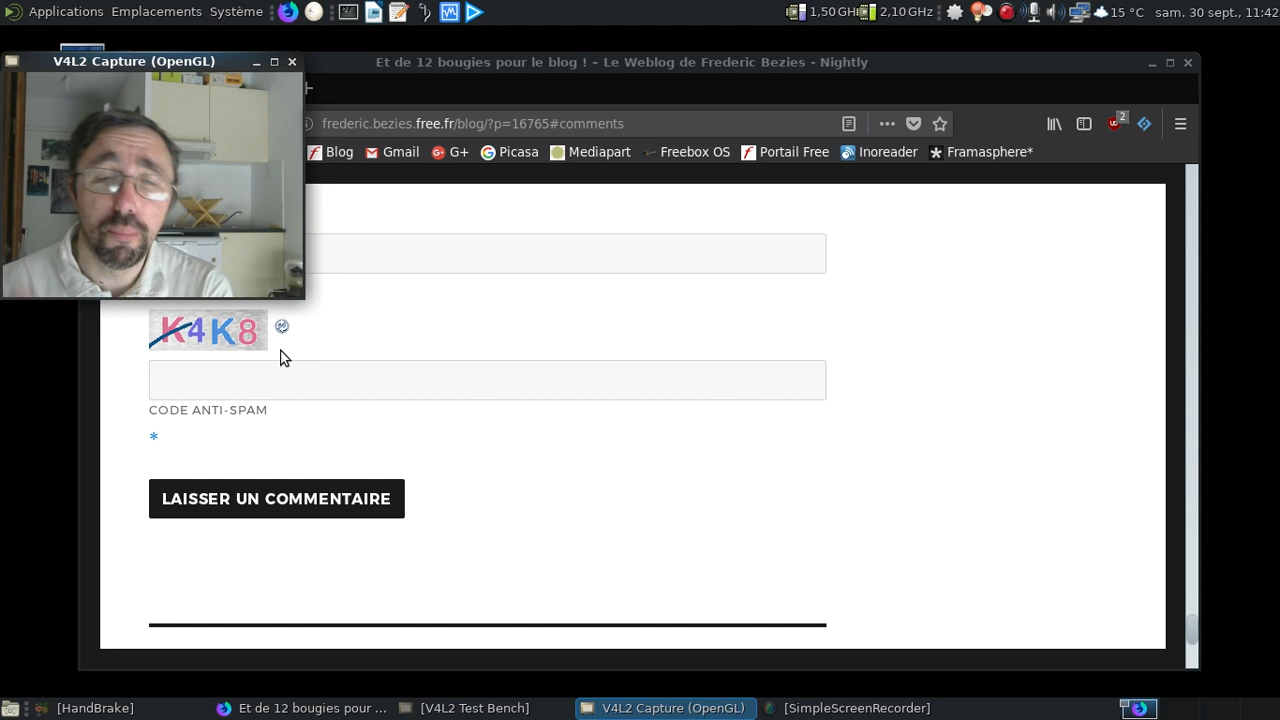 Applications Emplacements Système 1,50 GH 2,10 GHz 15 °C sam. 30 sept., 11:42
V4L2 Capture (OpenGL)
Et de 12 bougies pour le blog ! – Le Weblog de Frederic Bezies - Nightly
frederic.bezies.free.fr/blog/?p=16765#comments
2
Blog Gmail G+ Picasa Mediapart Freebox OS Portail Free Inoreader Framasphere*
K4K8
CODE ANTI-SPAM
*
LAISSER UN COMMENTAIRE
[HandBrake] Et de 12 bougies pour ... [V4L2 Test Bench] V4L2 Capture (OpenGL) [SimpleScreenRecorder]